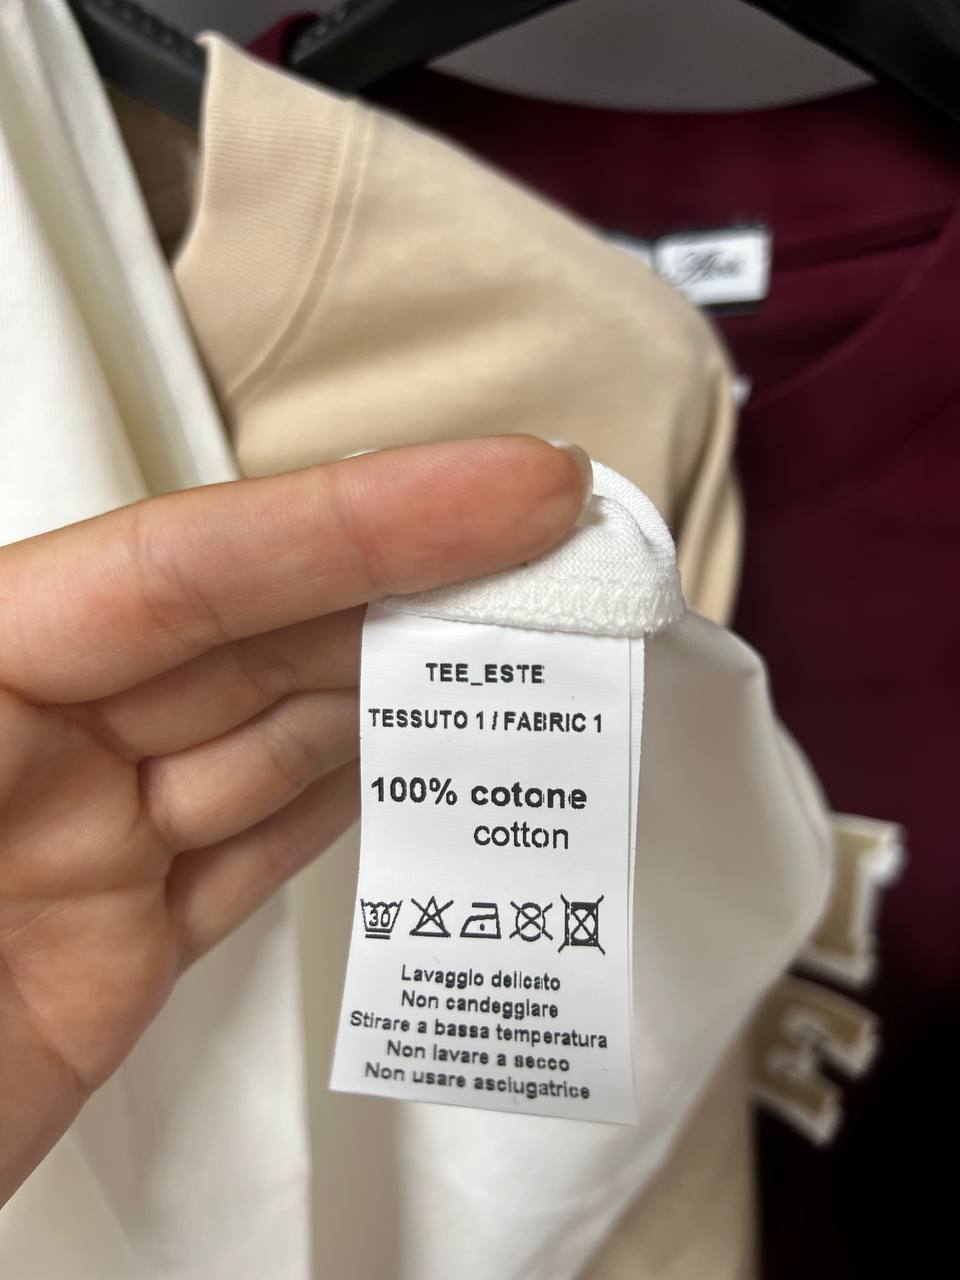 TEE_ESTE
TESSUTO 1 / FABRIC 1
100% cotone
cotton
30
Lavaggio delicato
Non candeggiare
Stirare a bassa temperatura
Non lavare a secco
Non usare asciugatrice